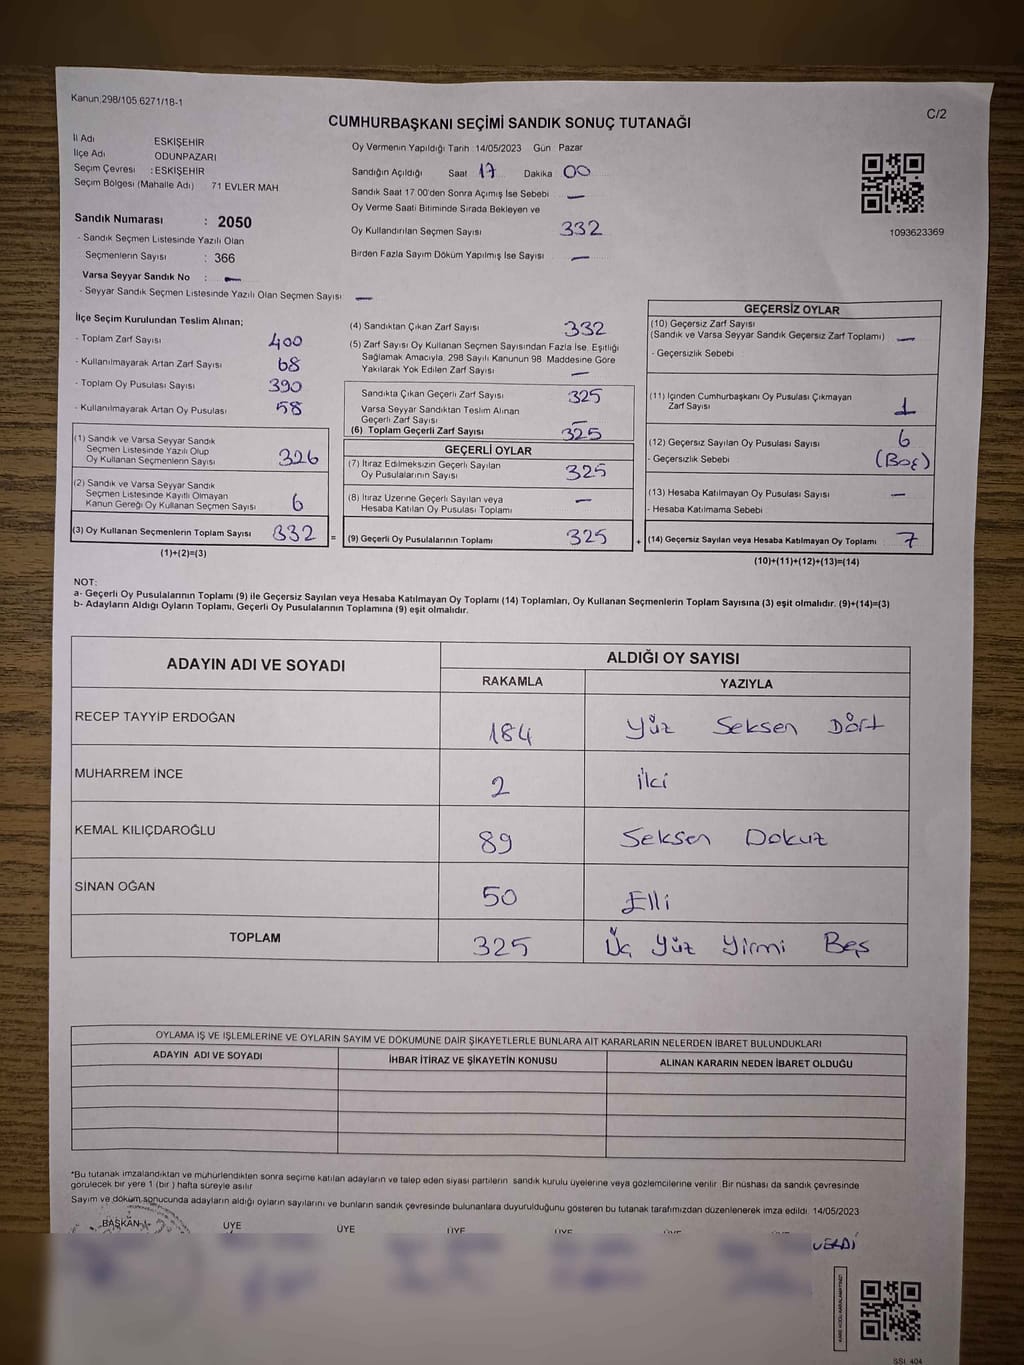 Kanun,298/105 6271/18-1
C/2
CUMHURBAŞKANI SEÇİMİ SANDIK SONUÇ TUTANAĞI
İl Adı ESKİŞEHİR
İlçe Adı ODUNPAZARI
Seçim Çevresi : ESKİŞEHİR
Seçim Bölgesi (Mahalle Adı) 71 EVLER MAH
Oy Vermenin Yapıldığı Tarih 14/05/2023 Gün Pazar
Sandığın Açıldığı Saat 17 Dakika 00
Sandık Saat 17.00'den Sonra Açımış İse Sebebi —
Oy Verme Saati Bitiminde Sırada Bekleyen ve
Oy Kullandırılan Seçmen Sayısı 332
Birden Fazla Sayım Döküm Yapılmış İse Sayısı —
1093623369
Sandık Numarası : 2050
- Sandık Seçmen Listesinde Yazılı Olan
Seçmenlerin Sayısı : 366
Varsa Seyyar Sandık No : —
- Seyyar Sandık Seçmen Listesinde Yazılı Olan Seçmen Sayısı: —
İlçe Seçim Kurulundan Teslim Alınan;
- Toplam Zarf Sayısı 400
- Kullanılmayarak Artan Zarf Sayısı 68
- Toplam Oy Pusulası Sayısı 390
- Kullanılmayarak Artan Oy Pusulası 58
(1) Sandık ve Varsa Seyyar Sandık
Seçmen Listesinde Yazılı Olup
Oy Kullanan Seçmenlerin Sayısı 326
(2) Sandık ve Varsa Seyyar Sandık
Seçmen Listesinde Kayıtlı Olmayan
Kanun Gereği Oy Kullanan Seçmen Sayısı 6
(3) Oy Kullanan Seçmenlerin Toplam Sayısı 332 =
(1)+(2)=(3)
(4) Sandıktan Çıkan Zarf Sayısı 332
(5) Zarf Sayısı Oy Kullanan Seçmen Sayısından Fazla İse, Eşitliği
Sağlamak Amacıyla, 298 Sayılı Kanunun 98. Maddesine Göre
Yakılarak Yok Edilen Zarf Sayısı —
Sandıkta Çıkan Geçerli Zarf Sayısı 325
Varsa Seyyar Sandıktan Teslim Alınan
Geçerli Zarf Sayısı —
(6) Toplam Geçerli Zarf Sayısı 325
GEÇERLİ OYLAR
(7) İtiraz Edilmeksizin Geçerli Sayılan
Oy Pusulalarının Sayısı 325
(8) İtiraz Üzerine Geçerli Sayılan veya
Hesaba Katılan Oy Pusulası Toplamı —
(9) Geçerli Oy Pusulalarının Toplamı 325 +
GEÇERSİZ OYLAR
(10) Geçersiz Zarf Sayısı
(Sandık ve Varsa Seyyar Sandık Geçersiz Zarf Toplamı) —
- Geçersizlik Sebebi
(11) İçinden Cumhurbaşkanı Oy Pusulası Çıkmayan
Zarf Sayısı 1
(12) Geçersiz Sayılan Oy Pusulası Sayısı 6
- Geçersizlik Sebebi (Boş)
(13) Hesaba Katılmayan Oy Pusulası Sayısı —
- Hesaba Katılmama Sebebi
(14) Geçersiz Sayılan veya Hesaba Katılmayan Oy Toplamı 7
(10)+(11)+(12)+(13)=(14)
NOT:
a- Geçerli Oy Pusulalarının Toplamı (9) ile Geçersiz Sayılan veya Hesaba Katılmayan Oy Toplamı (14) Toplamları, Oy Kullanan Seçmenlerin Toplam Sayısına (3) eşit olmalıdır. (9)+(14)=(3)
b- Adayların Aldığı Oyların Toplamı, Geçerli Oy Pusulalarının Toplamına (9) eşit olmalıdır.
ADAYIN ADI VE SOYADI
ALDIĞI OY SAYISI
RAKAMLA YAZIYLA
RECEP TAYYİP ERDOĞAN 184 Yüz Seksen Dört
MUHARREM İNCE 2 İki
KEMAL KILIÇDAROĞLU 89 Seksen Dokuz
SİNAN OĞAN 50 Elli
TOPLAM 325 Üç Yüz Yirmi Beş
OYLAMA İŞ VE İŞLEMLERİNE VE OYLARIN SAYIM VE DÖKÜMÜNE DAİR ŞİKAYETLERLE BUNLARA AİT KARARLARIN NELERDEN İBARET BULUNDUKLARI
ADAYIN ADI VE SOYADI İHBAR İTİRAZ VE ŞİKAYETİN KONUSU ALINAN KARARIN NEDEN İBARET OLDUĞU
*Bu tutanak imzalandıktan ve mühürlendikten sonra seçime katılan adayların ve talep eden siyasi partilerin sandık kurulu üyelerine veya gözlemcilerine verilir. Bir nüshası da sandık çevresinde
görülecek bir yere 1 (bir ) hafta süreyle asılır
Sayım ve döküm sonucunda adayların aldığı oyların sayılarını ve bunların sandık çevresinde bulunanlara duyurulduğunu gösteren bu tutanak tarafımızdan düzenlenerek imza edildi. 14/05/2023
BAŞKAN ÜYE ÜYE ÜYE ÜYE
VERDİ
SSİ 404